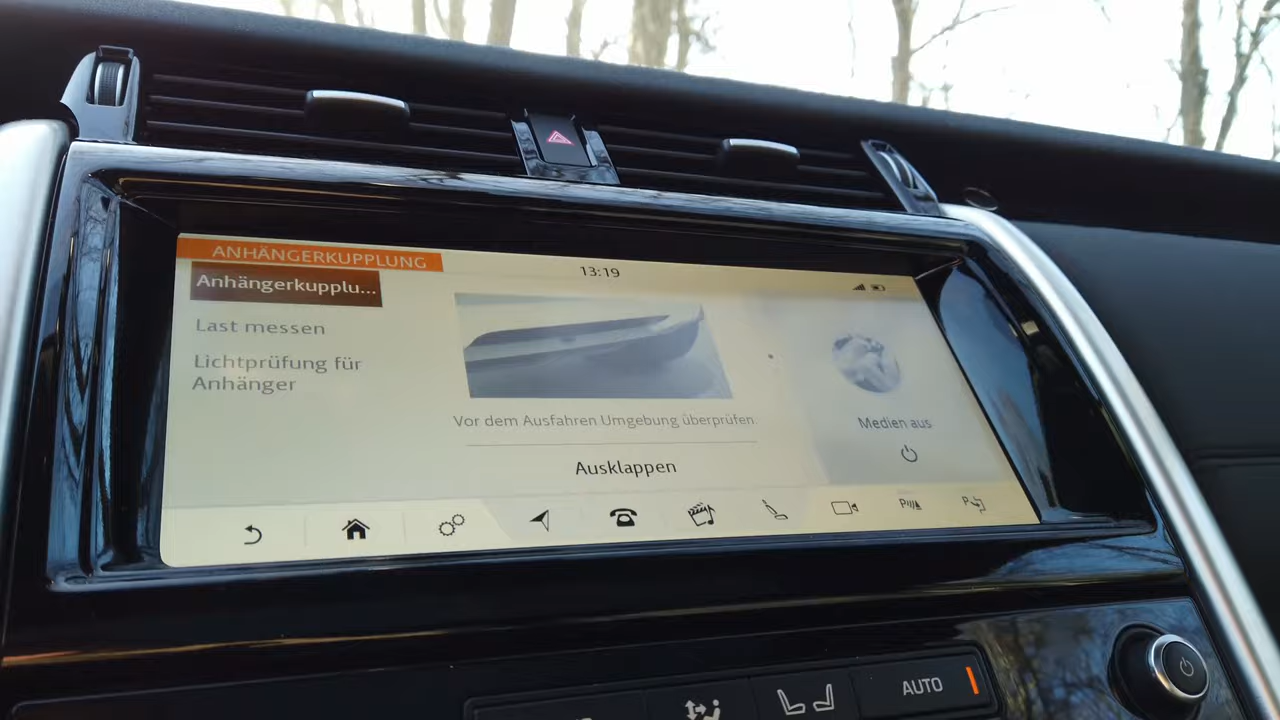 ANHÄNGERKUPPLUNG
13:19
Anhängerkupplu...
Last messen
Lichtprüfung für
Anhänger
Vor dem Ausfahren Umgebung überprüfen.
Ausklappen
Medien aus
P
P
AUTO